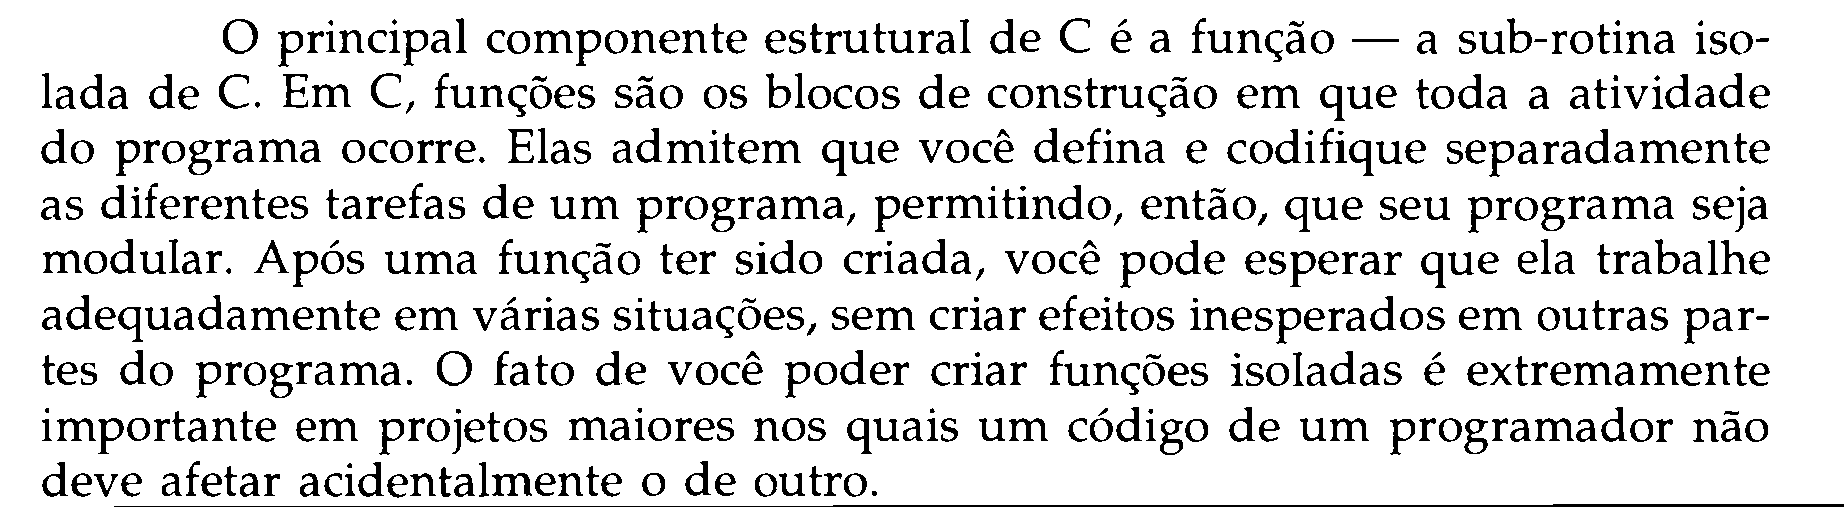 O principal componente estrutural de C é a função — a sub-rotina iso-
lada de C. Em C, funções são os blocos de construção em que toda a atividade
do programa ocorre. Elas admitem que você defina e codifique separadamente
as diferentes tarefas de um programa, permitindo, então, que seu programa seja
modular. Após uma função ter sido criada, você pode esperar que ela trabalhe
adequadamente em várias situações, sem criar efeitos inesperados em outras par-
tes do programa. O fato de você poder criar funções isoladas é extremamente
importante em projetos maiores nos quais um código de um programador não
deve afetar acidentalmente o de outro.